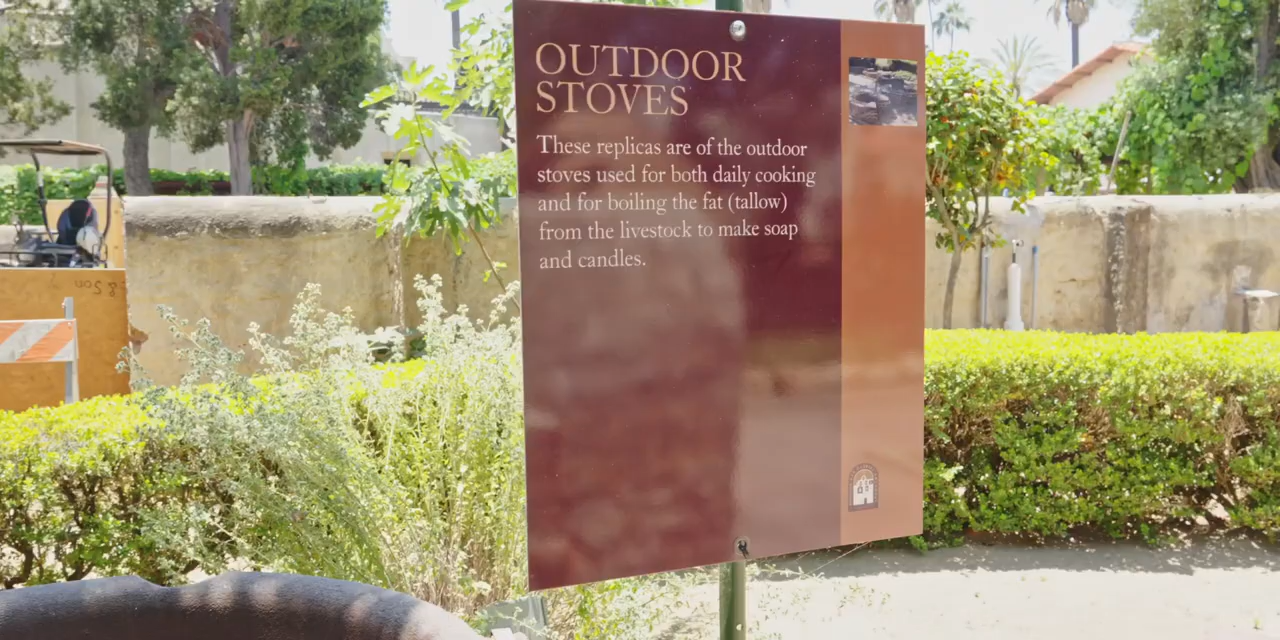 OUTDOOR
STOVES
These replicas are of the outdoor
stoves used for both daily cooking
and for boiling the fat (tallow)
from the livestock to make soap
and candles.